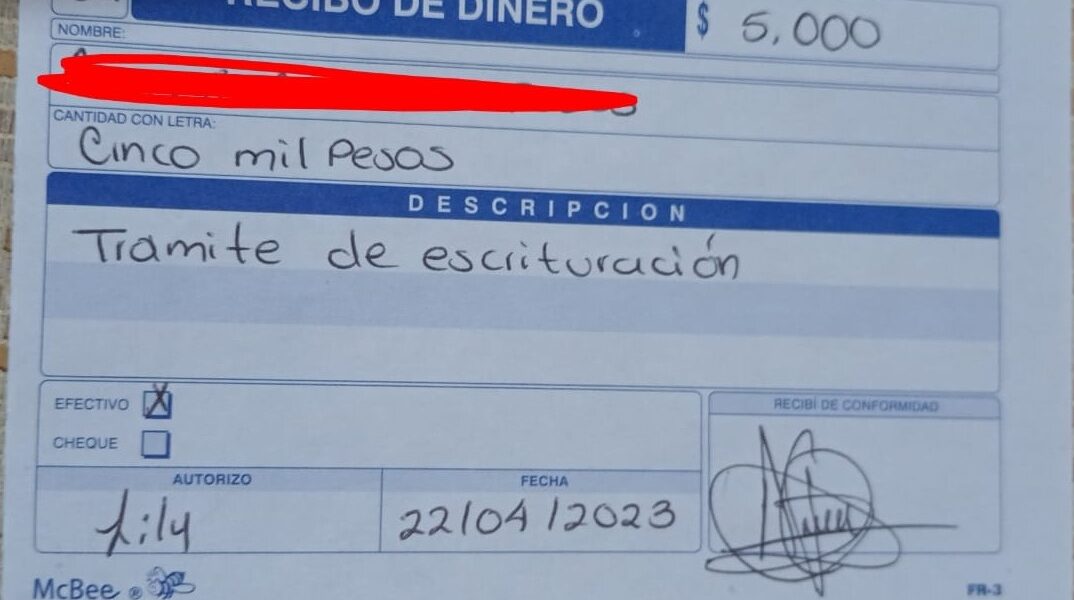 RECIBO DE DINERO
$ 5,000
NOMBRE:
CANTIDAD CON LETRA:
Cinco mil Pesos
DESCRIPCION
Tramite de escrituración
EFECTIVO X
CHEQUE
RECIBÍ DE CONFORMIDAD
AUTORIZO
FECHA
Lily
22/04/2023
McBee ®
FR-3